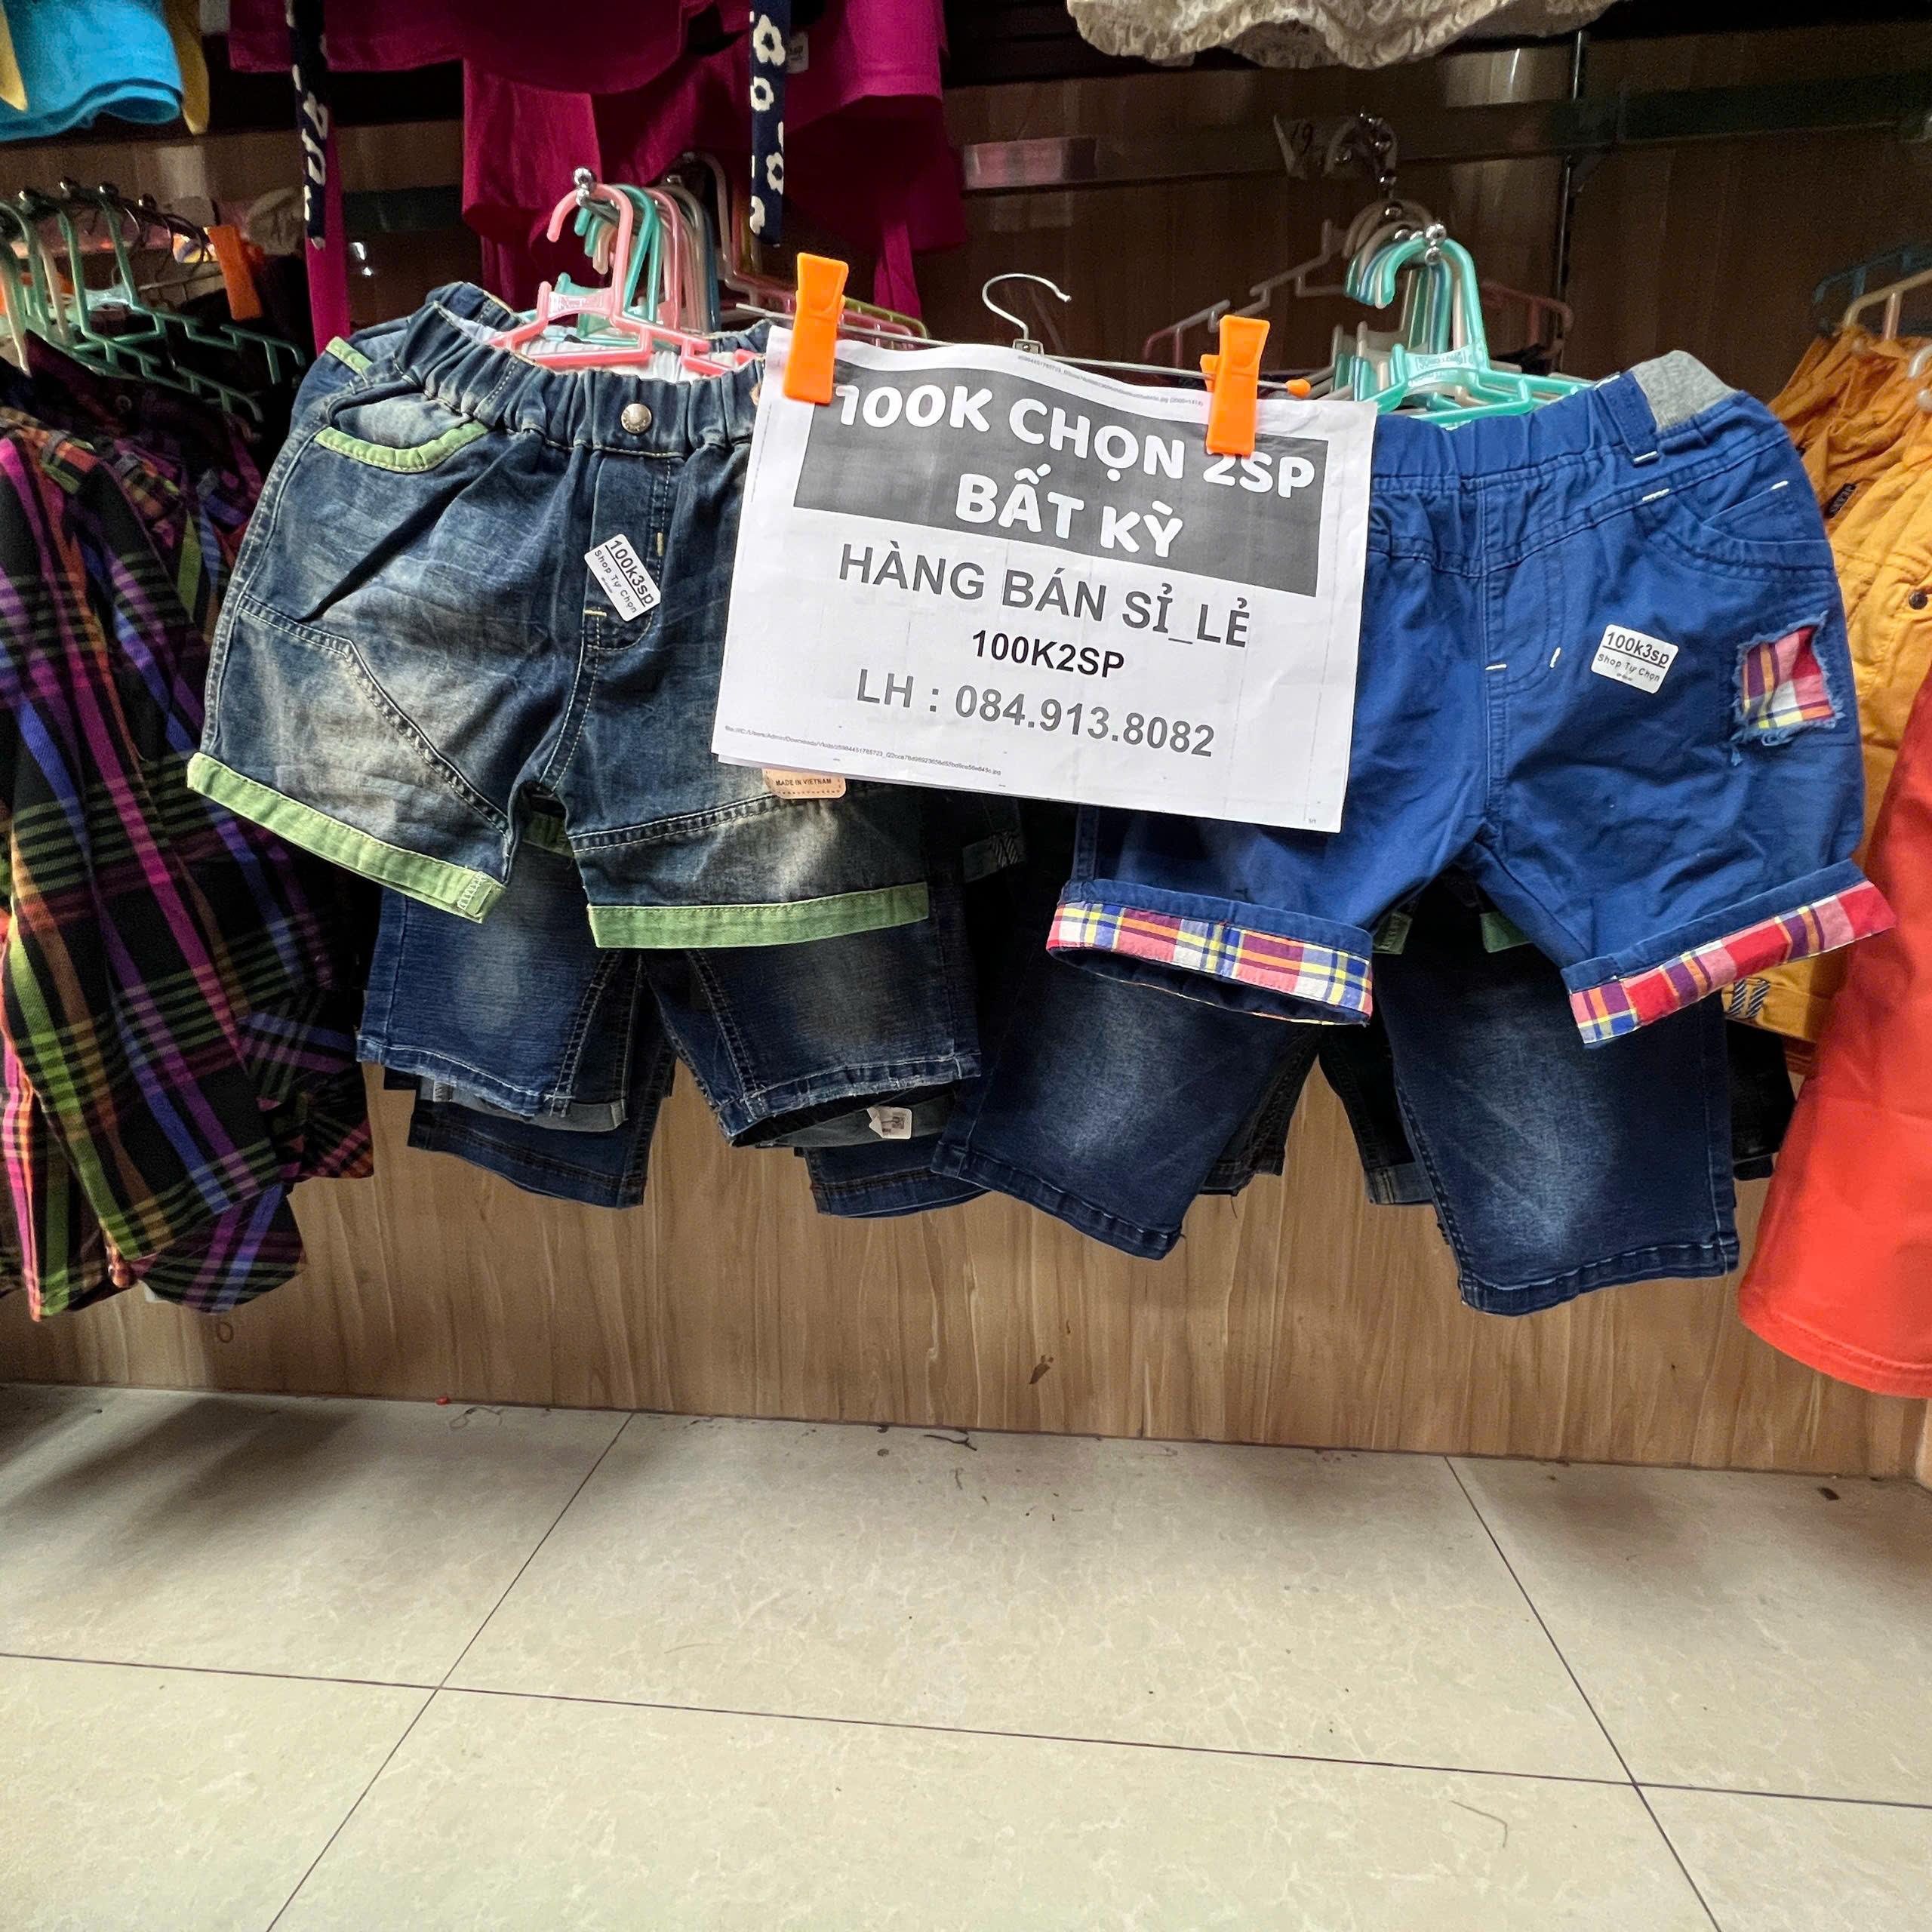 100K CHỌN 2SP
BẤT KỲ
HÀNG BÁN SỈ_LẺ
100K2SP
LH : 084.913.8082
100k3sp
Shop Tự Chọn
MADE IN VIETNAM
100k3sp
Shop Tự Chọn